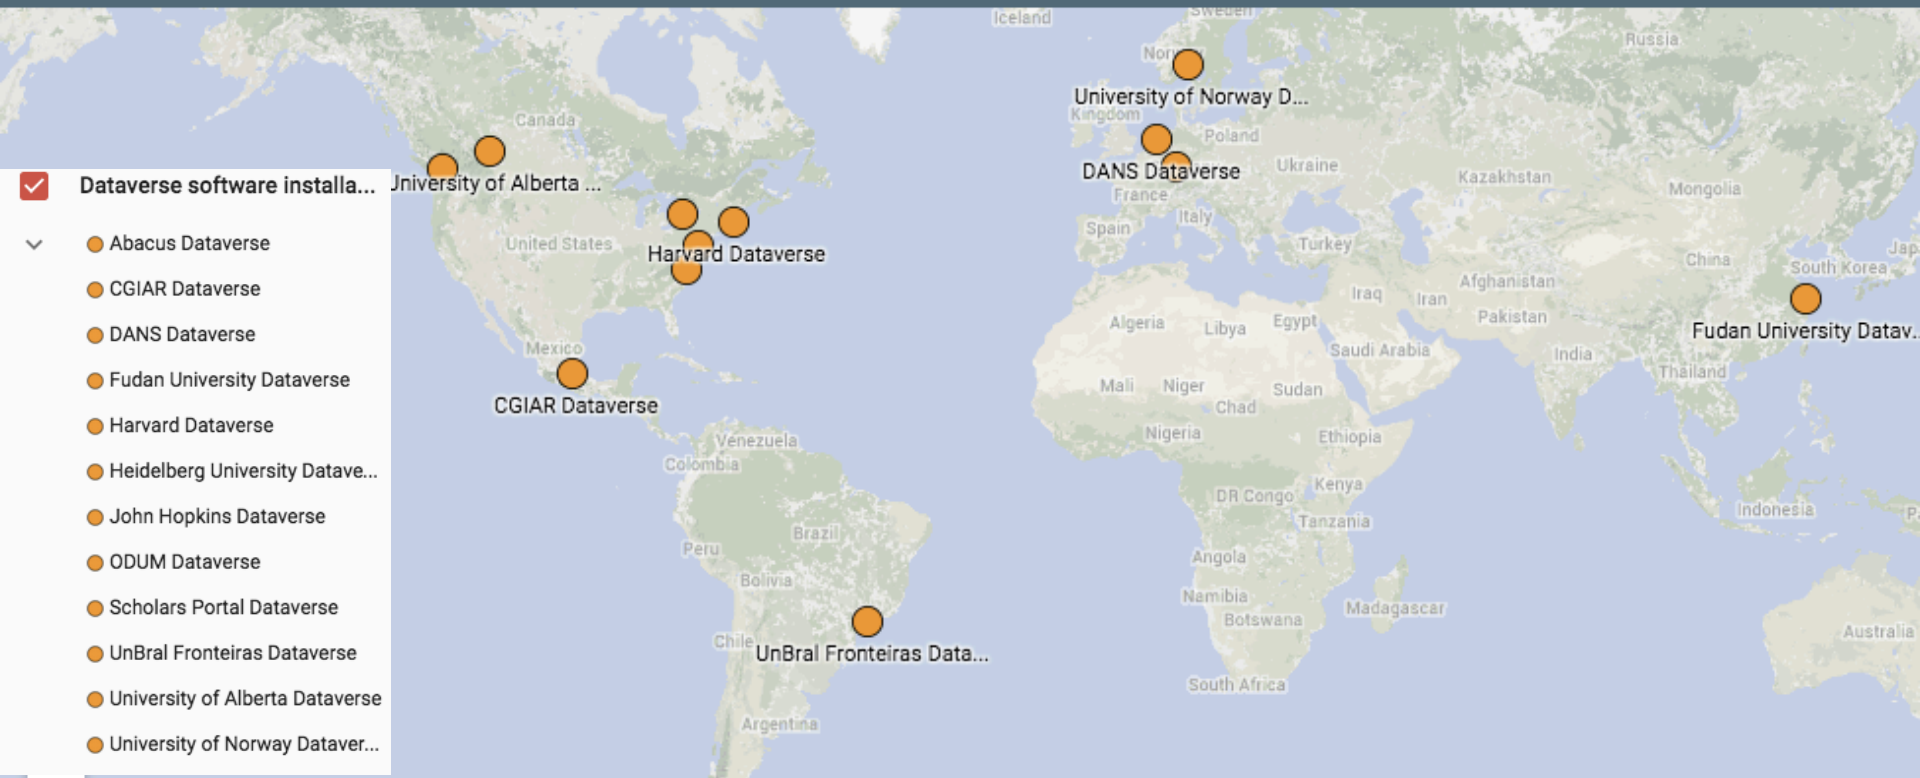 Dataverse software installa...
Abacus Dataverse
CGIAR Dataverse
DANS Dataverse
Fudan University Dataverse
Harvard Dataverse
Heidelberg University Datave...
John Hopkins Dataverse
ODUM Dataverse
Scholars Portal Dataverse
UnBral Fronteiras Dataverse
University of Alberta Dataverse
University of Norway Dataver...
Iceland
Sweden
Russia
University of Norway D...
Canada
Kingdom
Poland
University of Alberta ...
DANS Dataverse
Ukraine
Kazakhstan
Mongolia
France
United States
Harvard Dataverse
Spain
Italy
Turkey
China
South Korea
Afghanistan
Iraq
Iran
Pakistan
Algeria
Libya
Egypt
Fudan University Datav...
Mexico
Saudi Arabia
India
Thailand
CGIAR Dataverse
Mali
Niger
Sudan
Chad
Venezuela
Nigeria
Ethiopia
Colombia
DR Congo
Kenya
Indonesia
Tanzania
Brazil
Peru
Angola
Bolivia
Namibia
Botswana
Madagascar
Chile
UnBral Fronteiras Data...
Australia
South Africa
Argentina